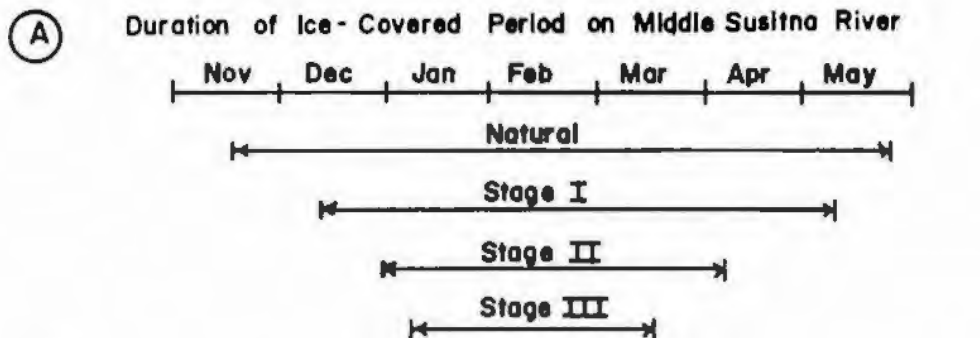 A
Duration of Ice-Covered Period on Middle Susitna River
Nov Dec Jan Feb Mar Apr May
Natural
Stage I
Stage II
Stage III